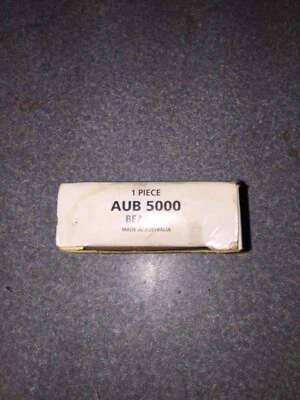 1 PIECE
AUB 5000
MADE IN AUSTRALIA